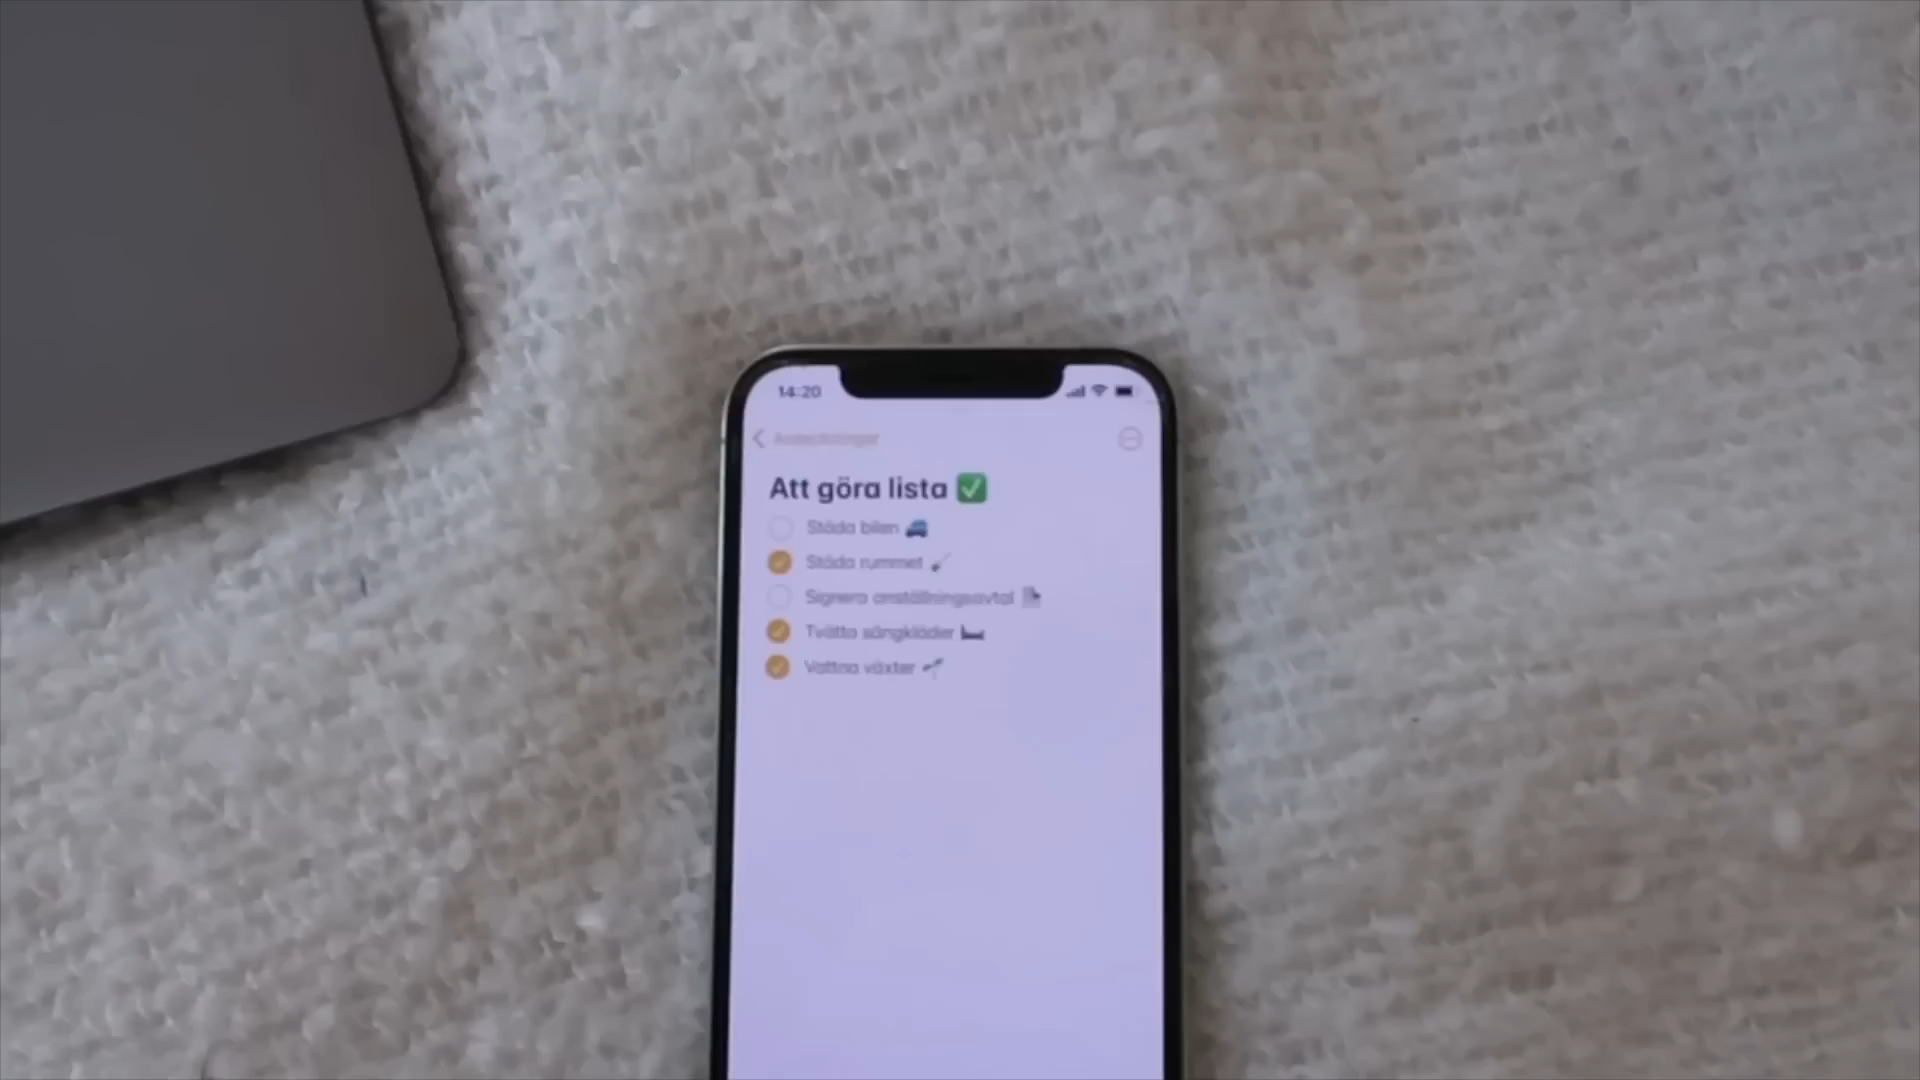 14:20
Anteckningar
Att göra lista ✅
Städa bilen 🚙
Städa rummet 🧹
Signera anställningsavtal 📄
Tvätta sängkläder 🛏️
Vattna växter 🌱